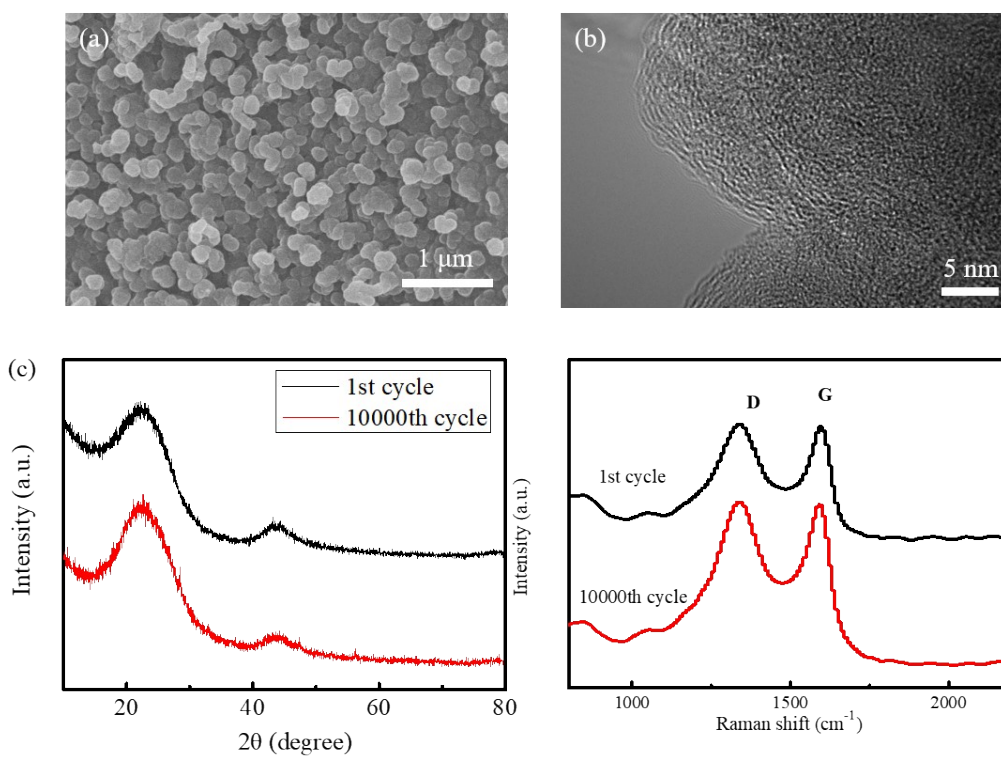 (a)
1 μm
(b)
5 nm
(c)
1st cycle
10000th cycle
Intensity (a.u.)
20
40
60
80
2θ (degree)
D
G
1st cycle
10000th cycle
Intensity (a.u.)
1000
1500
2000
Raman shift (cm⁻¹)